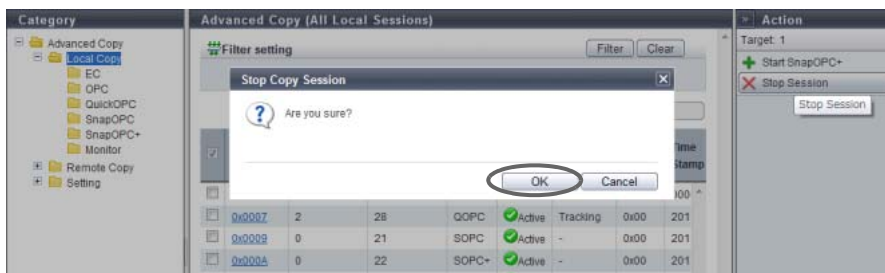 Category
Advanced Copy
Local Copy
EC
OPC
QuickOPC
SnapOPC
SnapOPC+
Monitor
Remote Copy
Setting
Advanced Copy (All Local Sessions)
Filter setting
Filter Clear
Stop Copy Session
Are you sure?
OK Cancel
Time
Stamp
0x0007 2 28 QOPC Active Tracking 0x00 201
0x0009 0 21 SOPC Active - 0x00 201
0x000A 0 22 SOPC+ Active - 0x00 201
Action
Target: 1
Start SnapOPC+
Stop Session
Stop Session